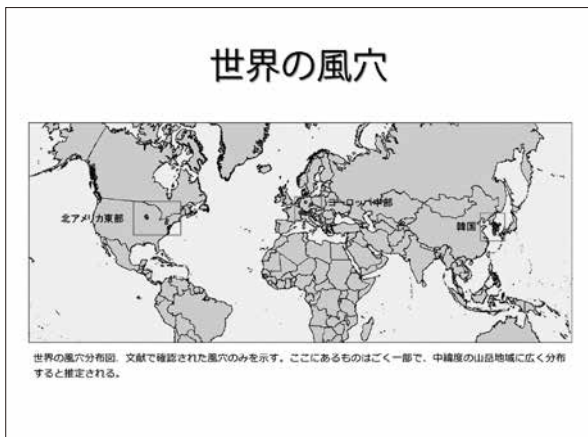 世界の風穴
北アメリカ東部
ヨーロッパ中部
韓国
世界の風穴分布図．文献で確認された風穴のみを示す。ここにあるものはごく一部で、中緯度の山岳地域に広く分布
すると推定される。